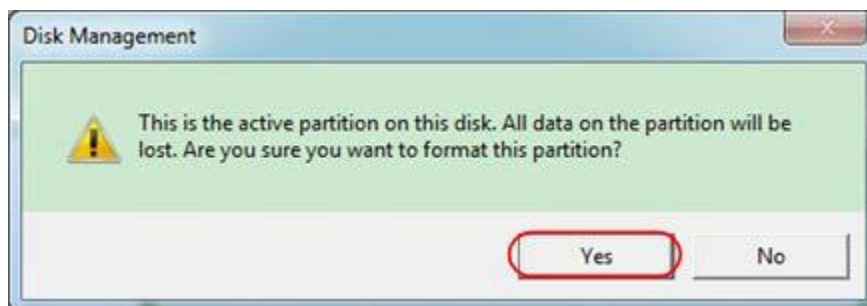 Disk Management
This is the active partition on this disk. All data on the partition will be
lost. Are you sure you want to format this partition?
Yes
No